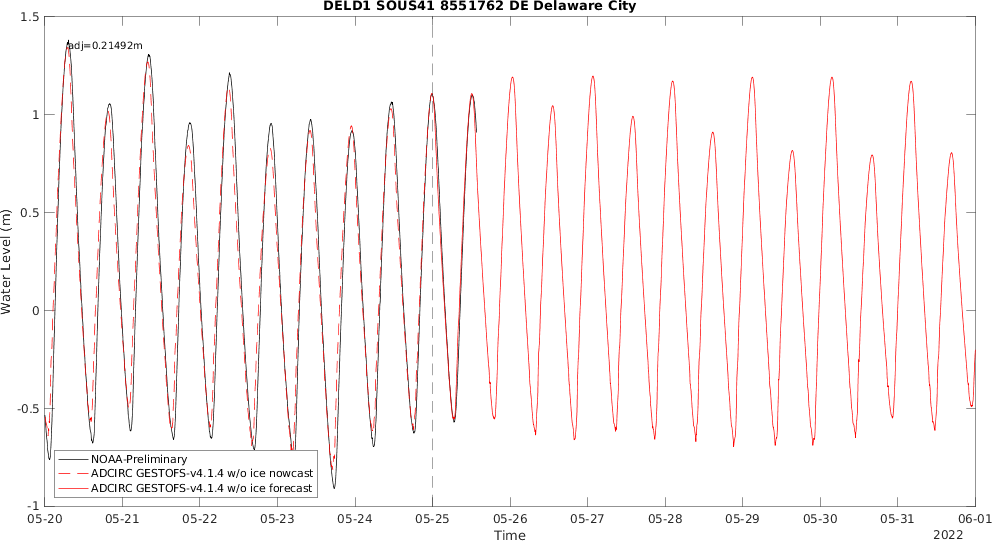 DELD1 SOUS41 8551762 DE Delaware City
1.5
adj=0.21492m
1
0.5
0
-0.5
-1
Water Level (m)
NOAA-Preliminary
ADCIRC GESTOFS-v4.1.4 w/o ice nowcast
ADCIRC GESTOFS-v4.1.4 w/o ice forecast
05-20 05-21 05-22 05-23 05-24 05-25 05-26 05-27 05-28 05-29 05-30 05-31 06-01
Time
2022